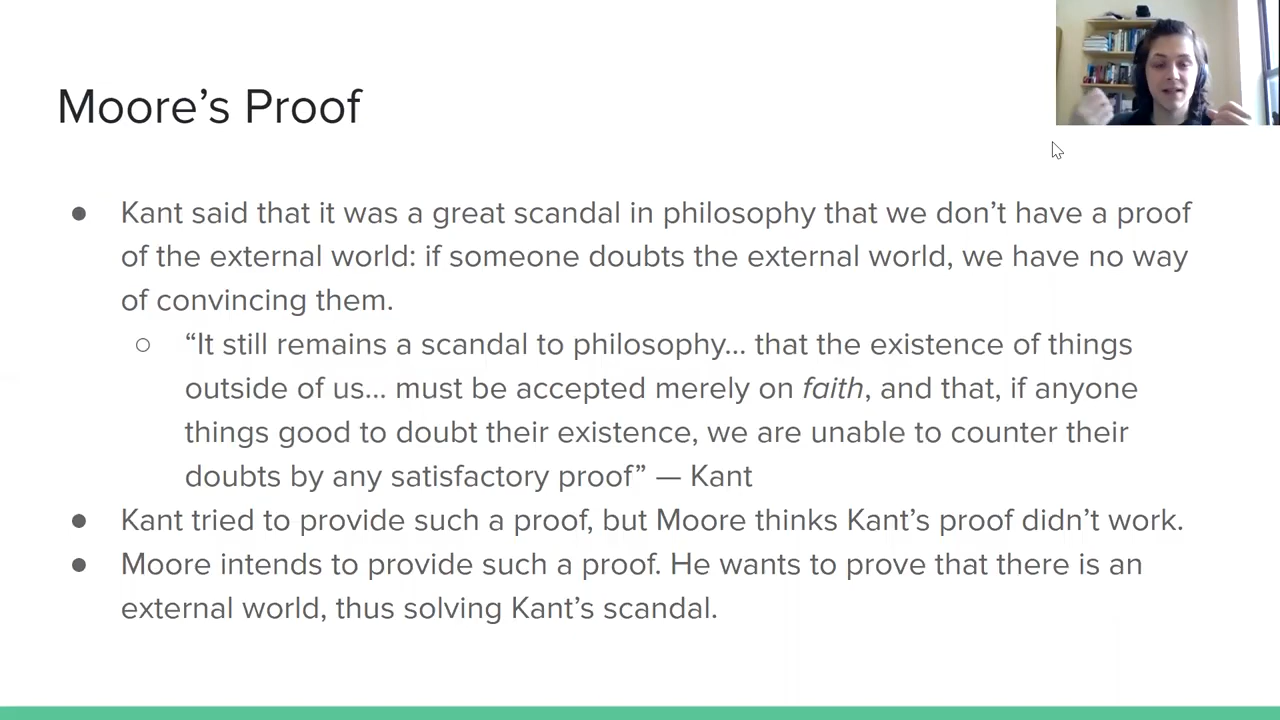 Moore’s Proof
● Kant said that it was a great scandal in philosophy that we don’t have a proof
of the external world: if someone doubts the external world, we have no way
of convincing them.
○ “It still remains a scandal to philosophy... that the existence of things
outside of us... must be accepted merely on faith, and that, if anyone
things good to doubt their existence, we are unable to counter their
doubts by any satisfactory proof” — Kant
● Kant tried to provide such a proof, but Moore thinks Kant’s proof didn’t work.
● Moore intends to provide such a proof. He wants to prove that there is an
external world, thus solving Kant’s scandal.